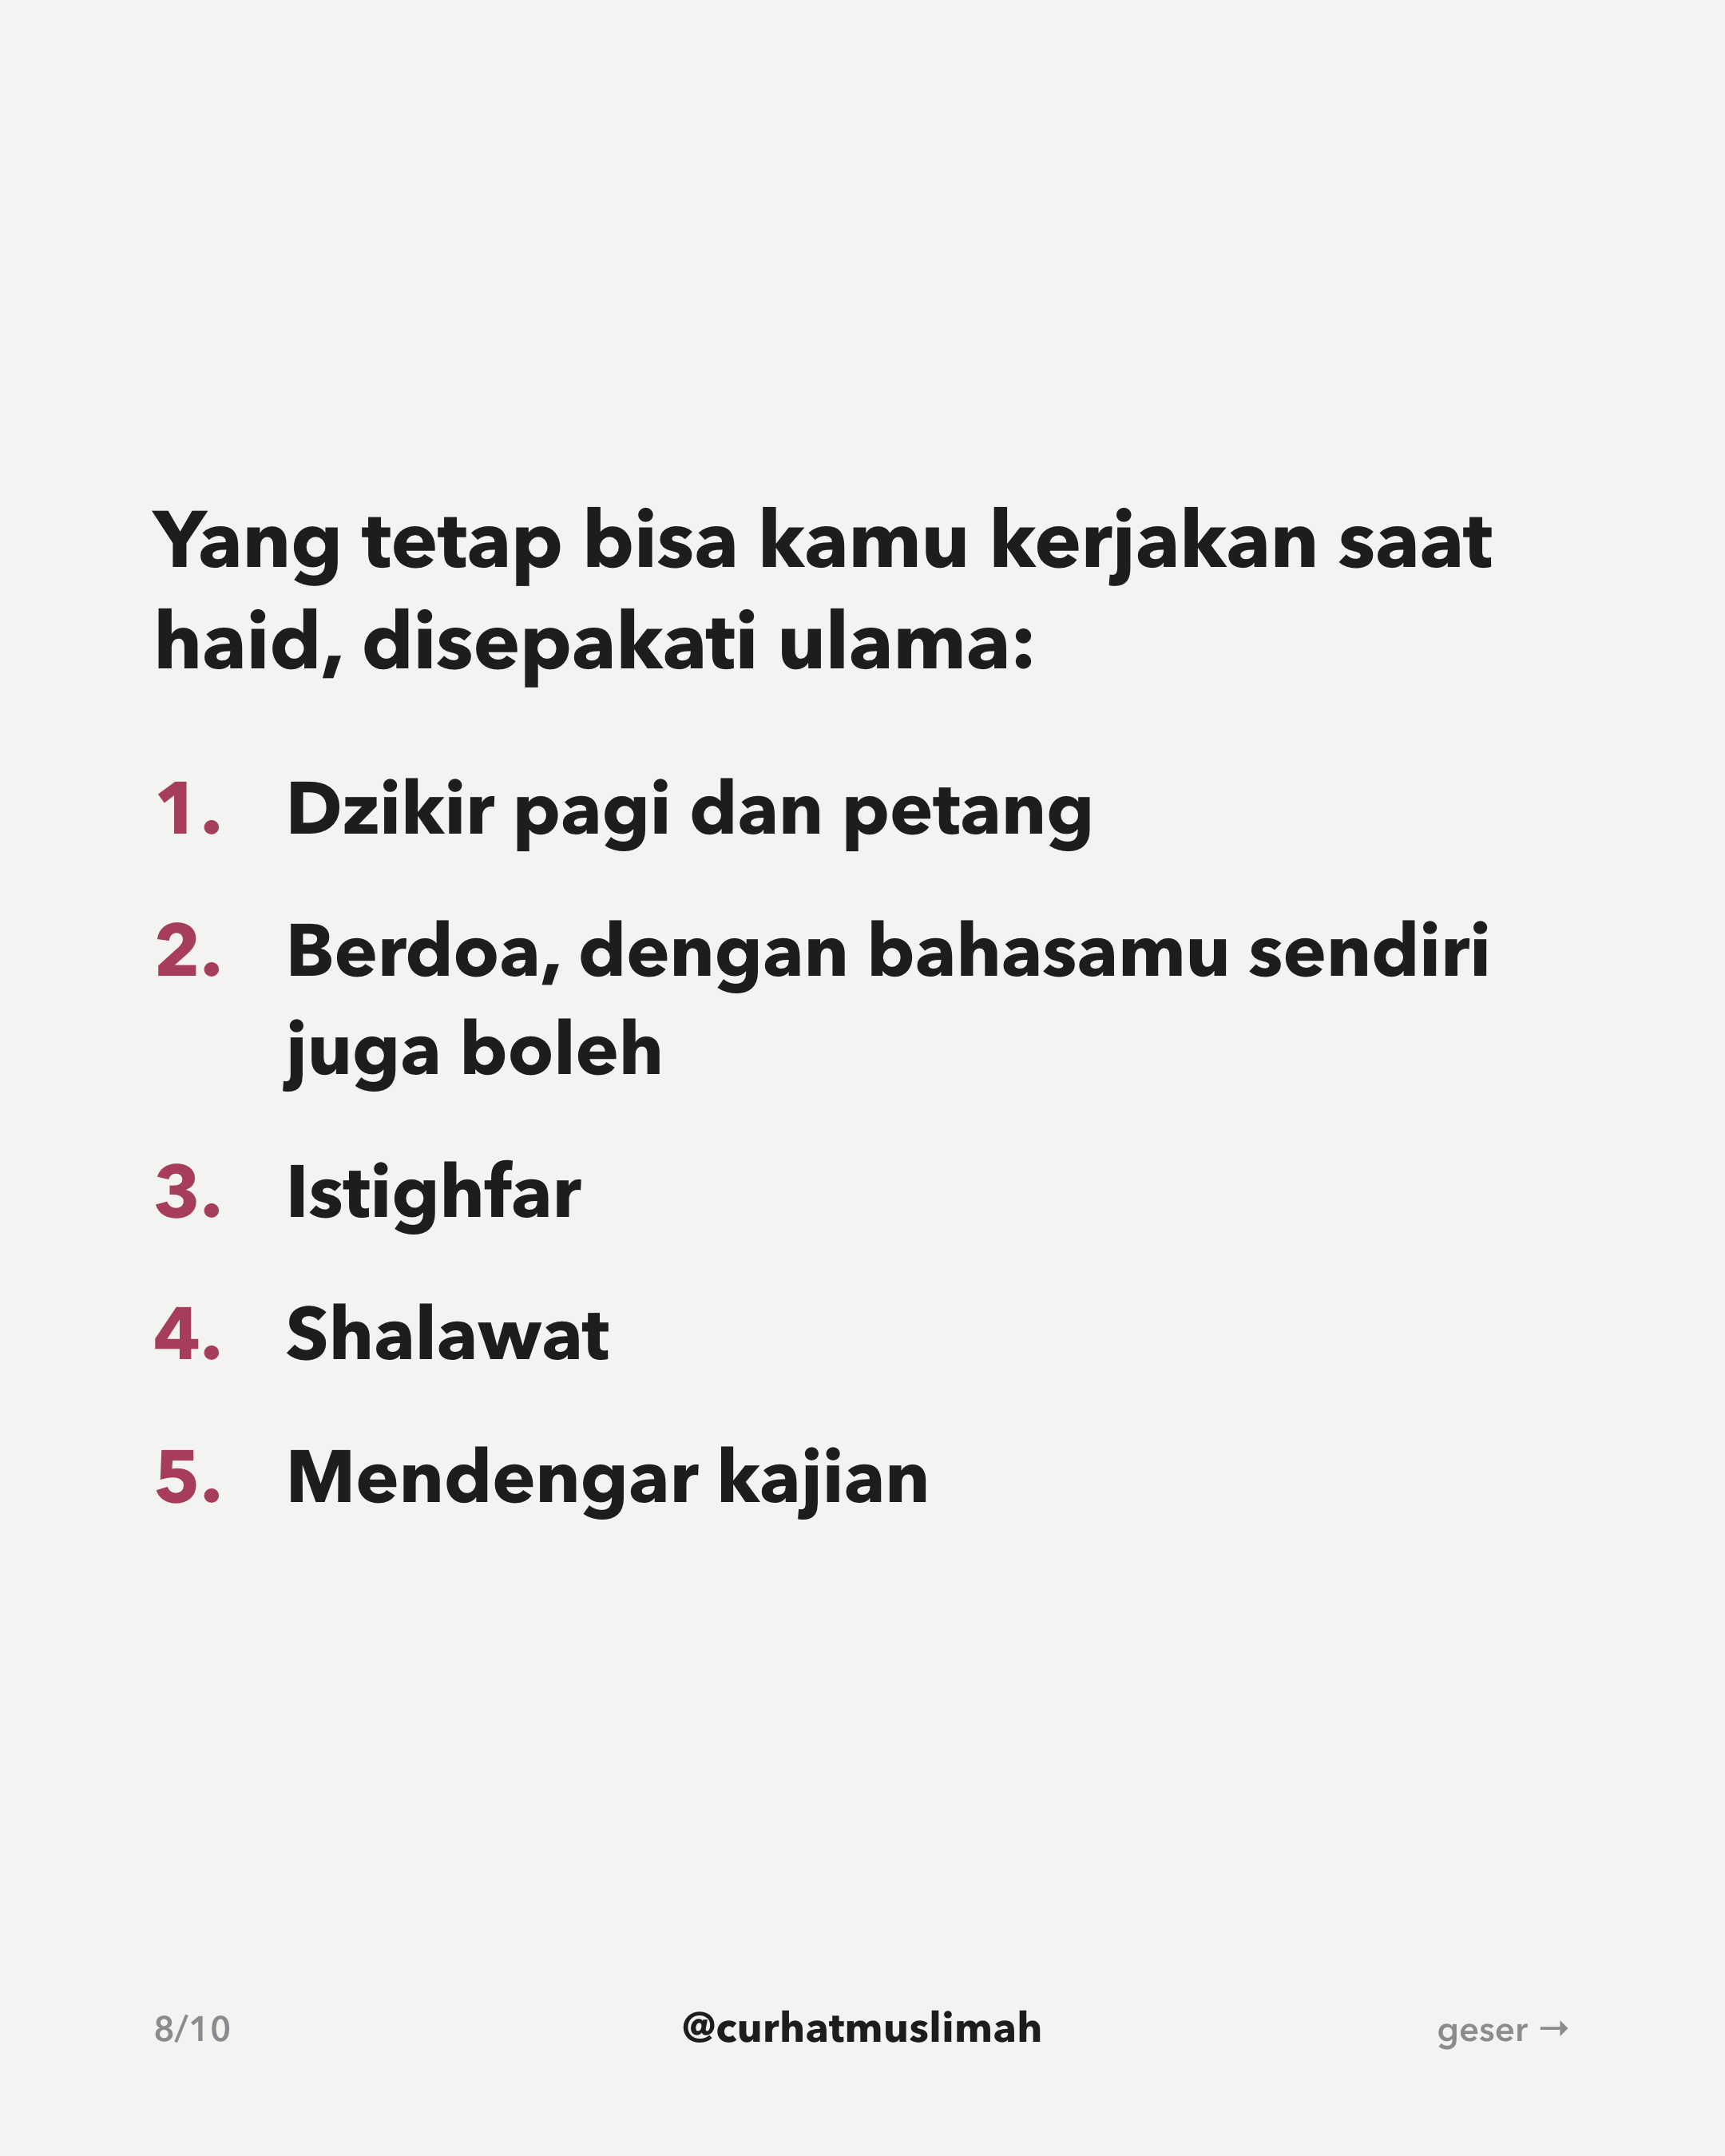 Yang tetap bisa kamu kerjakan saat
haid, disepakati ulama:
1. Dzikir pagi dan petang
2. Berdoa, dengan bahasamu sendiri
juga boleh
3. Istighfar
4. Shalawat
5. Mendengar kajian
8/10 @curhatmuslimah geser →